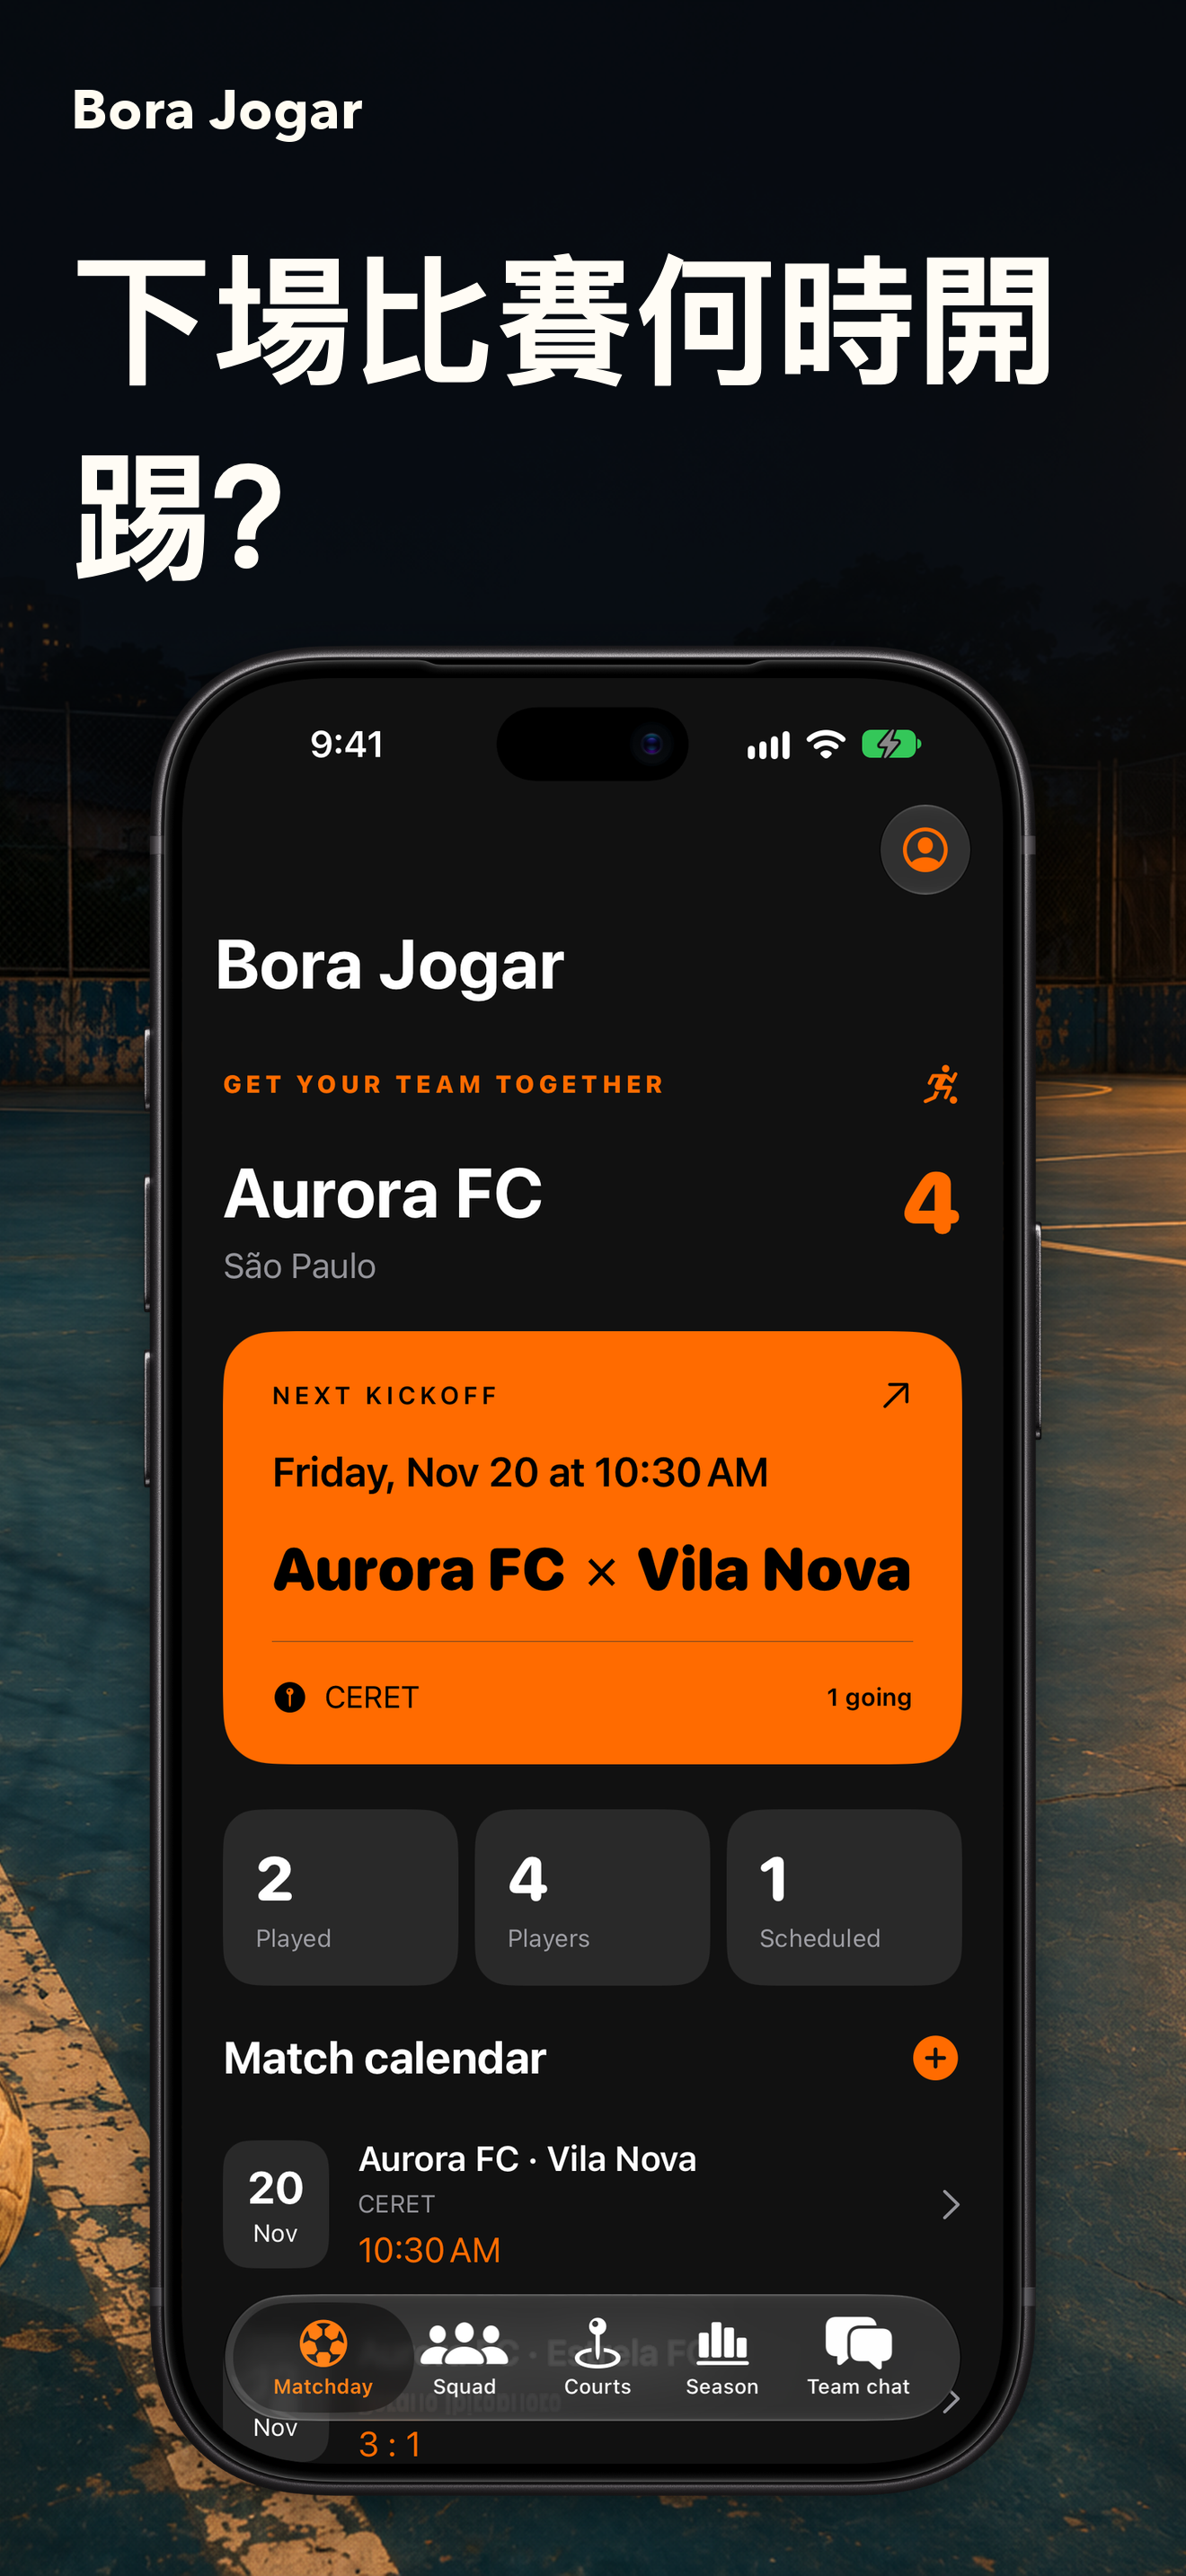 Bora Jogar
下場比賽何時開
踢?
9:41
Bora Jogar
GET YOUR TEAM TOGETHER
Aurora FC
4
São Paulo
NEXT KICKOFF
Friday, Nov 20 at 10:30 AM
Aurora FC × Vila Nova
CERET
1 going
2
Played
4
Players
1
Scheduled
Match calendar
20
Nov
Aurora FC · Vila Nova
CERET
10:30 AM
Matchday
Squad
Courts
Season
Team chat
Nov
3 : 1